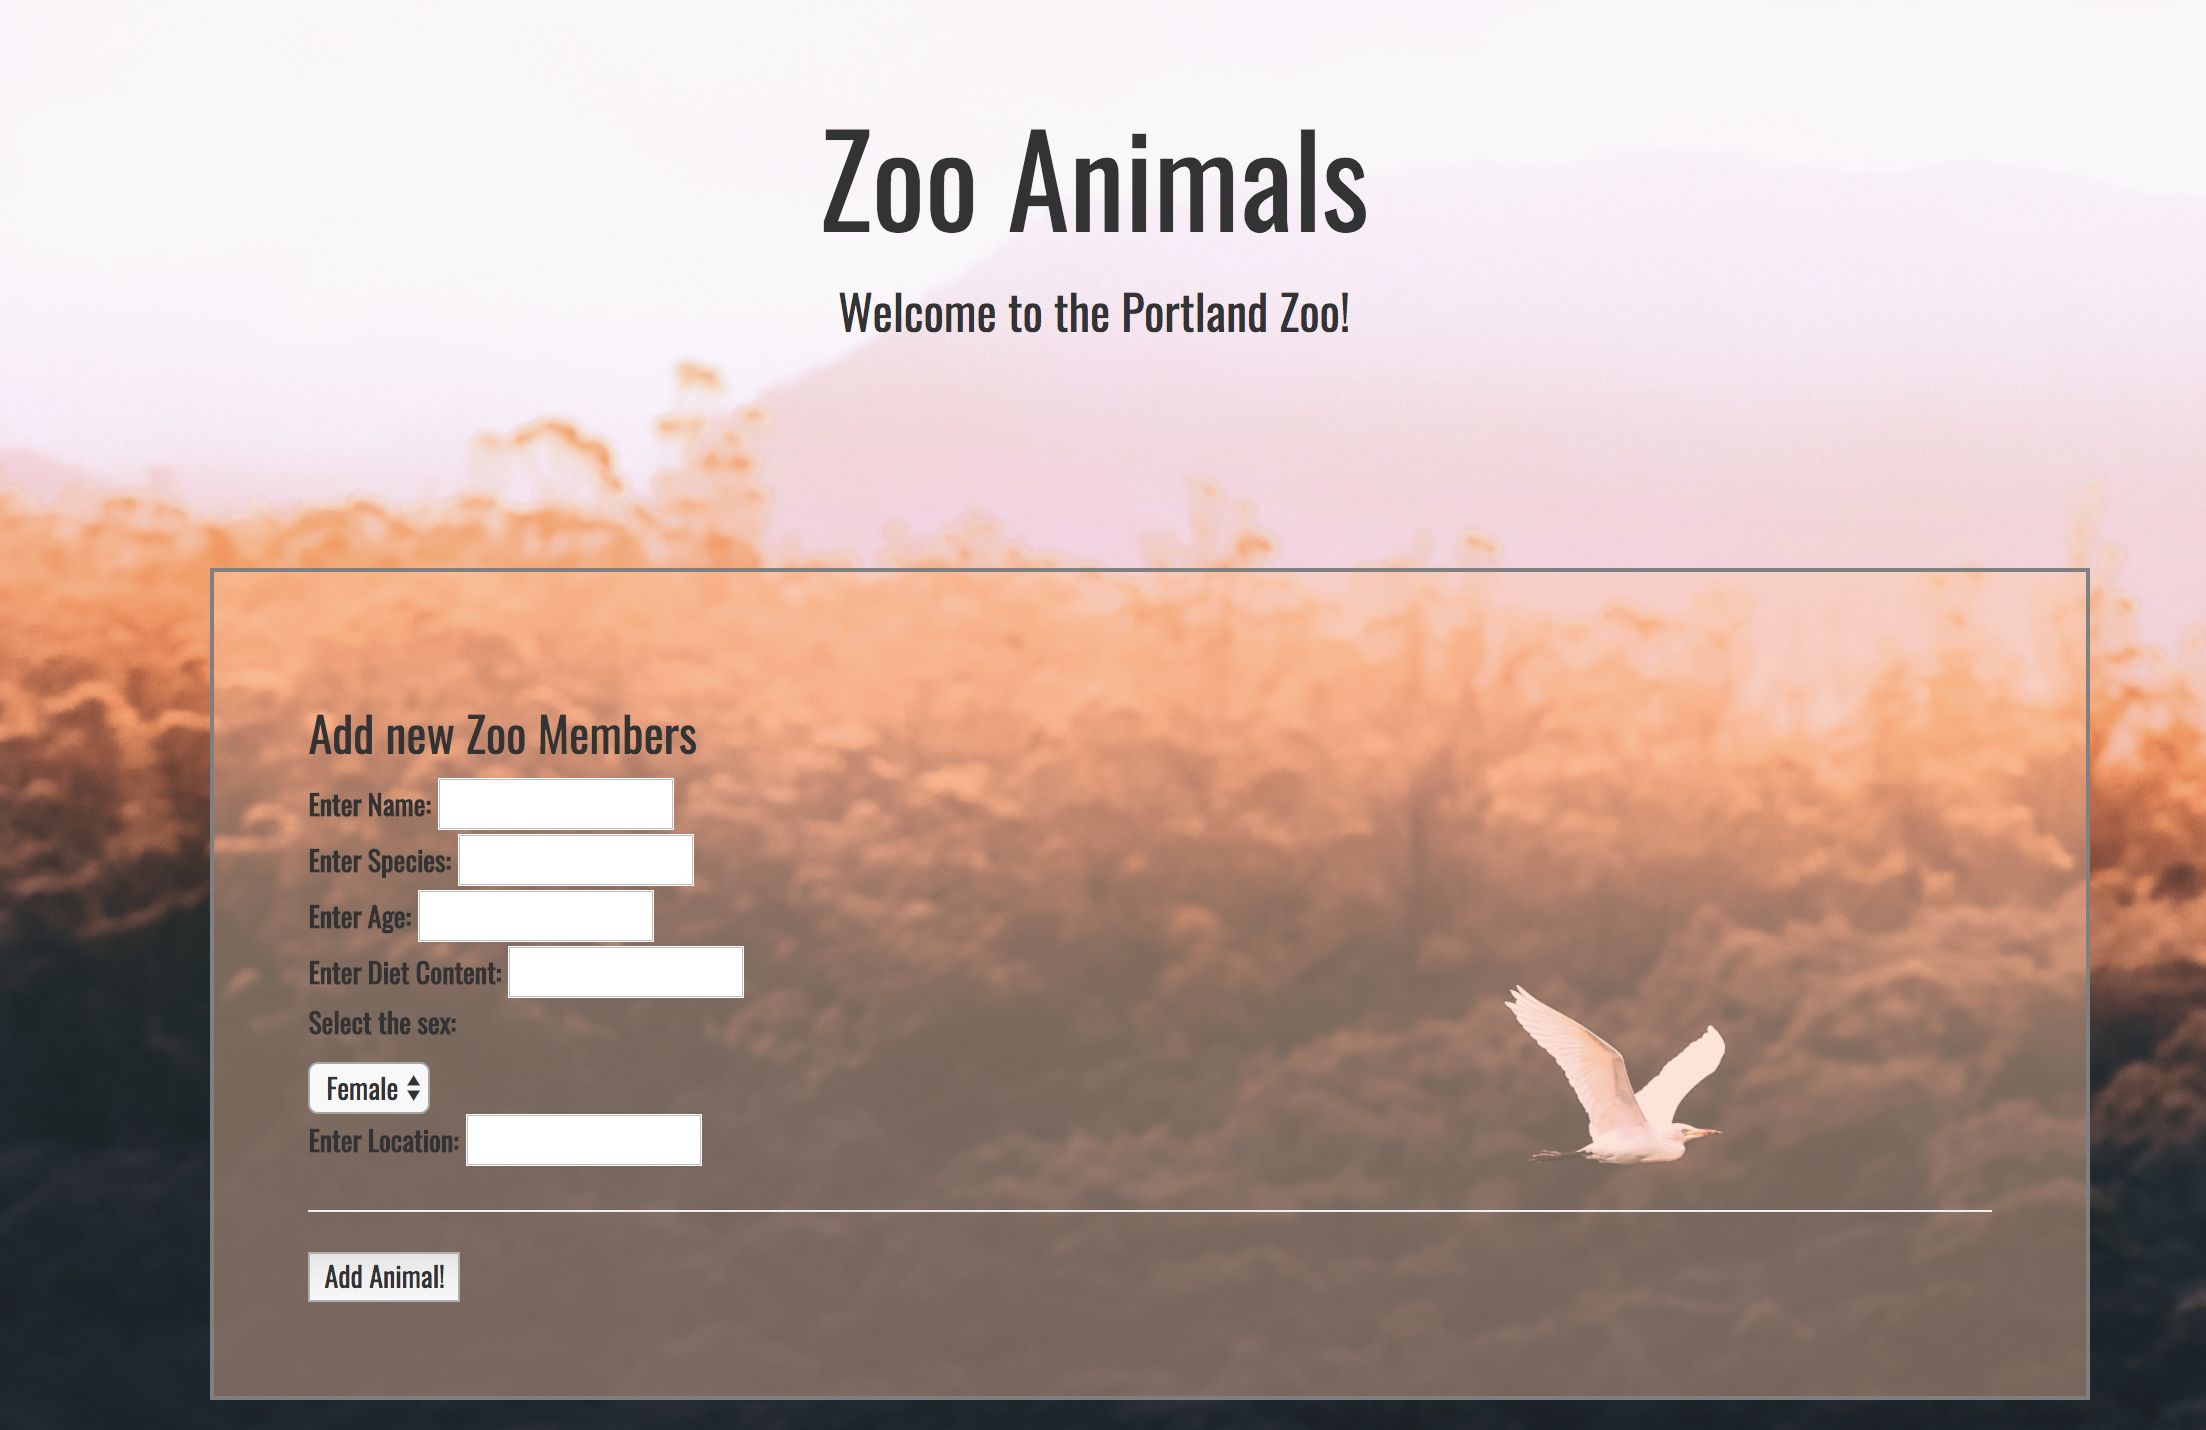 Zoo Animals
Welcome to the Portland Zoo!
Add new Zoo Members
Enter Name:
Enter Species:
Enter Age:
Enter Diet Content:
Select the sex:
Female
Enter Location:
Add Animal!